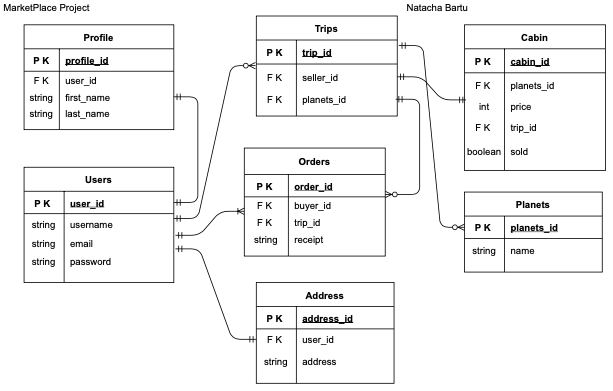 MarketPlace Project
Natacha Bartu
Profile
P K profile_id
F K user_id
string first_name
string last_name
Trips
P K trip_id
F K seller_id
F K planets_id
Cabin
P K cabin_id
F K planets_id
int price
F K trip_id
boolean sold
Users
P K user_id
string username
string email
string password
Orders
P K order_id
F K buyer_id
F K trip_id
string receipt
Planets
P K planets_id
string name
Address
P K address_id
F K user_id
string address